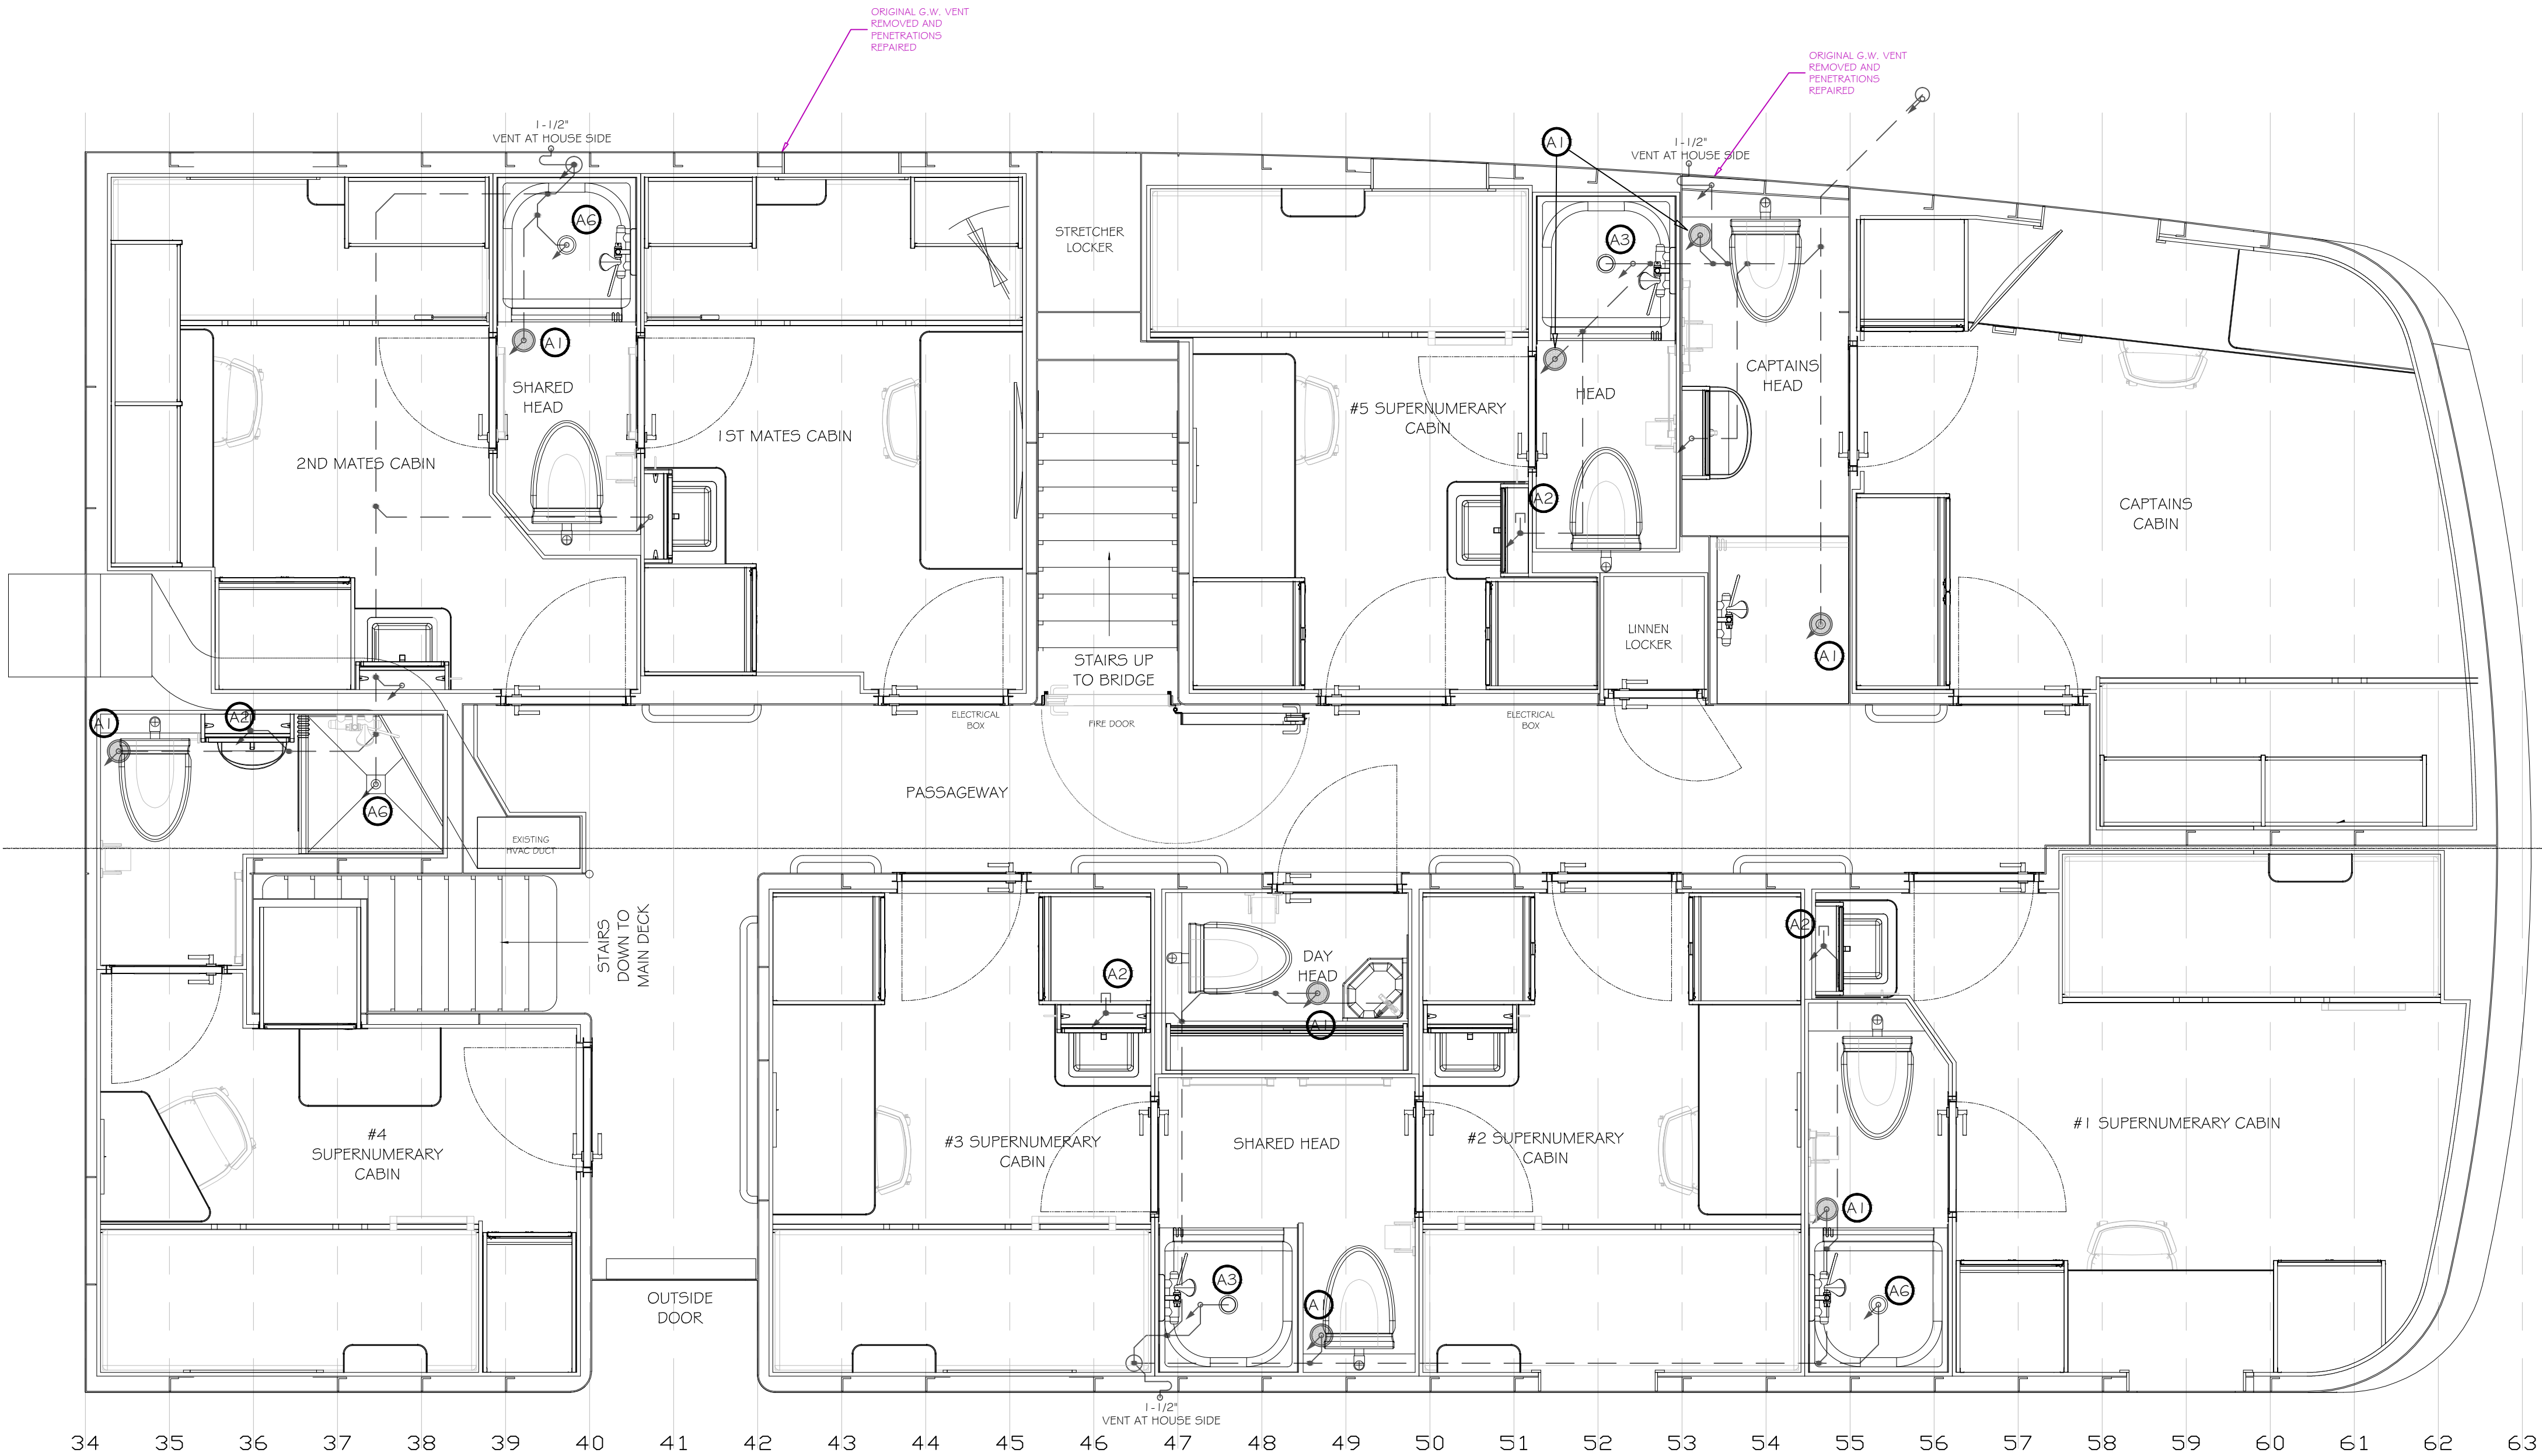 ORIGINAL G.W. VENT
REMOVED AND
PENETRATIONS
REPAIRED
ORIGINAL G.W. VENT
REMOVED AND
PENETRATIONS
REPAIRED
1-1/2"
VENT AT HOUSE SIDE
A1
1-1/2"
VENT AT HOUSE SIDE
A6
STRETCHER
LOCKER
A3
A1
SHARED
HEAD
CAPTAINS
HEAD
HEAD
#5 SUPERNUMERARY
CABIN
1ST MATES CABIN
2ND MATES CABIN
A2
CAPTAINS
CABIN
LINNEN
LOCKER
A1
STAIRS UP
TO BRIDGE
A1
A2
ELECTRICAL
BOX
FIRE DOOR
ELECTRICAL
BOX
A6
PASSAGEWAY
EXISTING
HVAC DUCT
STAIRS
DOWN TO
MAIN DECK
A2
DAY
HEAD
A2
A1
#4
SUPERNUMERARY
CABIN
#3 SUPERNUMERARY
CABIN
SHARED HEAD
#2 SUPERNUMERARY
CABIN
#1 SUPERNUMERARY CABIN
A1
A3
A1
A6
OUTSIDE
DOOR
1-1/2"
VENT AT HOUSE SIDE
34 35 36 37 38 39 40 41 42 43 44 45 46 47 48 49 50 51 52 53 54 55 56 57 58 59 60 61 62 63